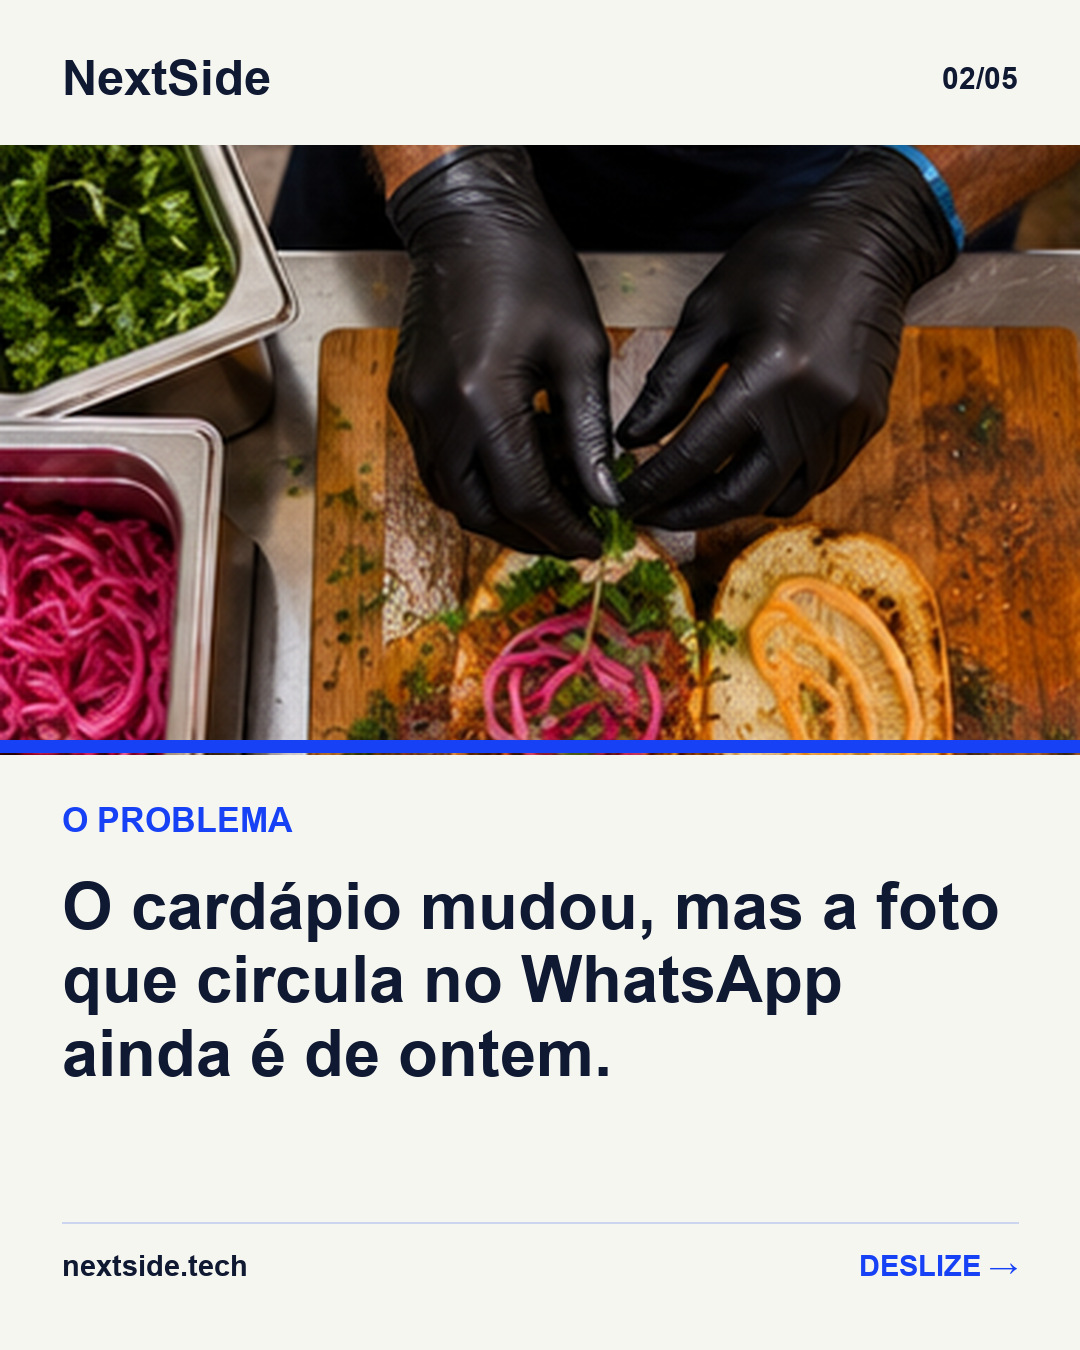 NextSide
02/05
O PROBLEMA
O cardápio mudou, mas a foto
que circula no WhatsApp
ainda é de ontem.
nextside.tech
DESLIZE →